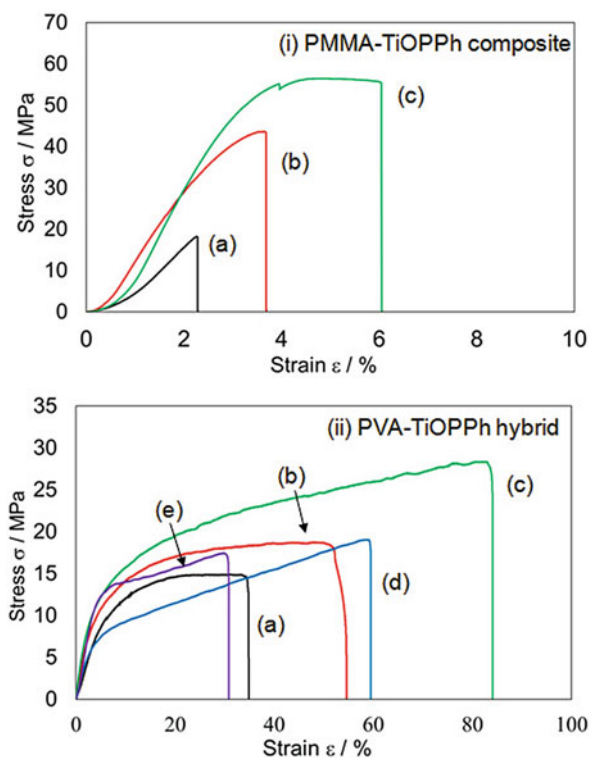 (i) PMMA-TiOPPh composite
Stress σ / MPa
70
60
50
40
30
20
10
0
(a)
(b)
(c)
0 2 4 6 8 10
Strain ε / %
(ii) PVA-TiOPPh hybrid
Stress σ / MPa
35
30
25
20
15
10
5
0
(e)
(b)
(c)
(a)
(d)
0 20 40 60 80 100
Strain ε / %